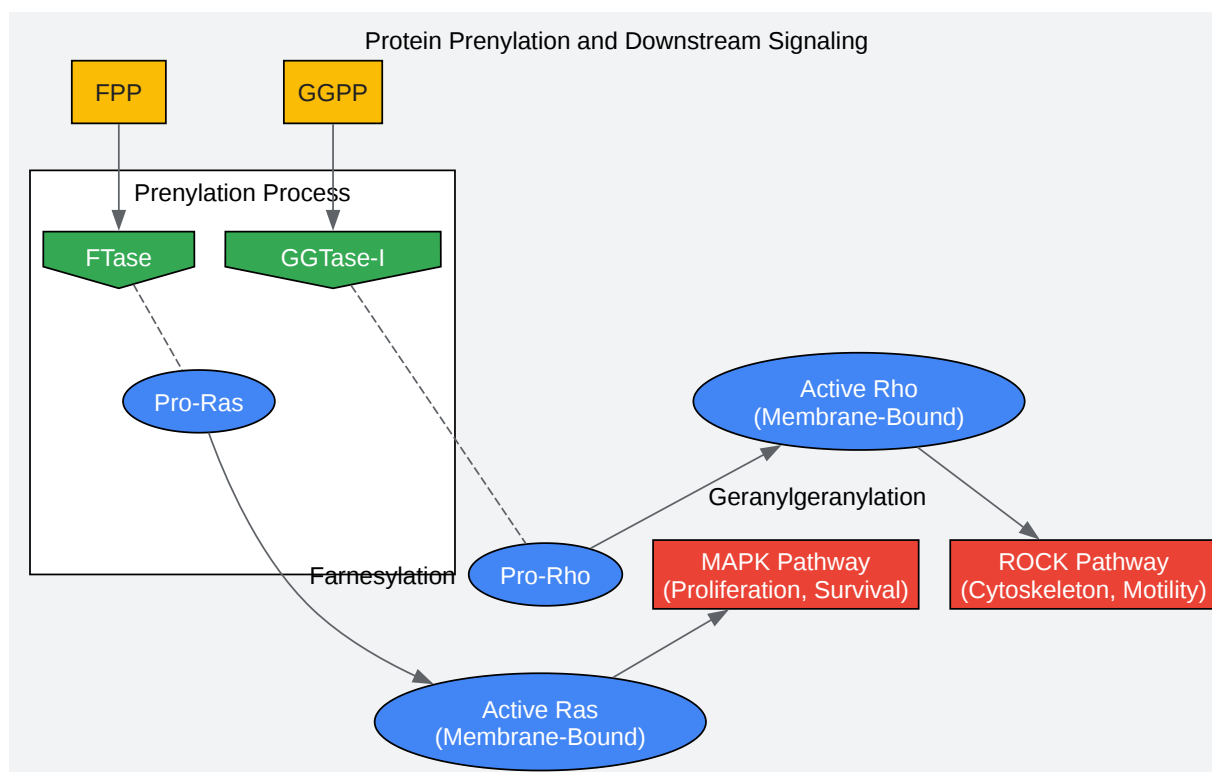 Protein Prenylation and Downstream Signaling
FPP
GGPP
Prenylation Process
FTase
GGTase-I
Pro-Ras
Active Rho
(Membrane-Bound)
Geranylgeranylation
Farnesylation
Pro-Rho
MAPK Pathway
(Proliferation, Survival)
ROCK Pathway
(Cytoskeleton, Motility)
Active Ras
(Membrane-Bound)